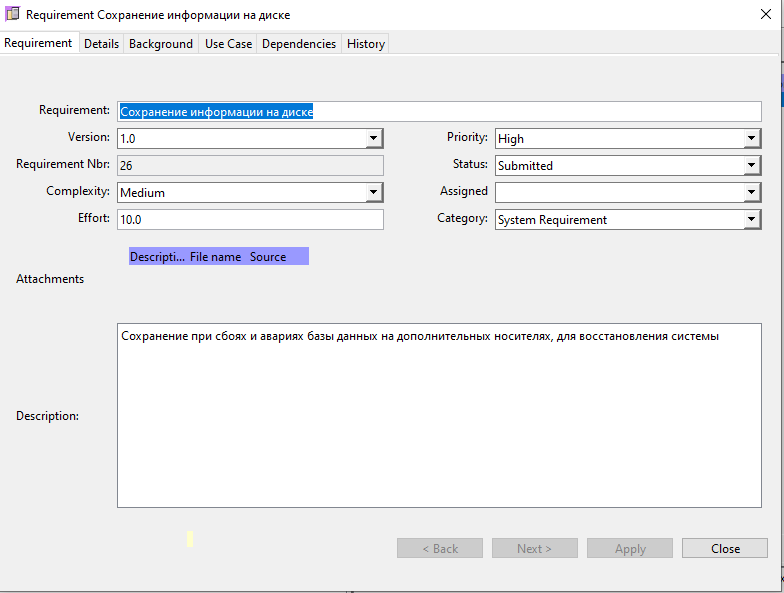 Requirement Сохранение информации на диске
Requirement Details Background Use Case Dependencies History
Requirement: Сохранение информации на диске
Version: 1.0 Priority: High
Requirement Nbr: 26 Status: Submitted
Complexity: Medium Assigned
Effort: 10.0 Category: System Requirement
Descripti... File name Source
Attachments
Сохранение при сбоях и авариях базы данных на дополнительных носителях, для восстановления системы
Description:
< Back Next > Apply Close